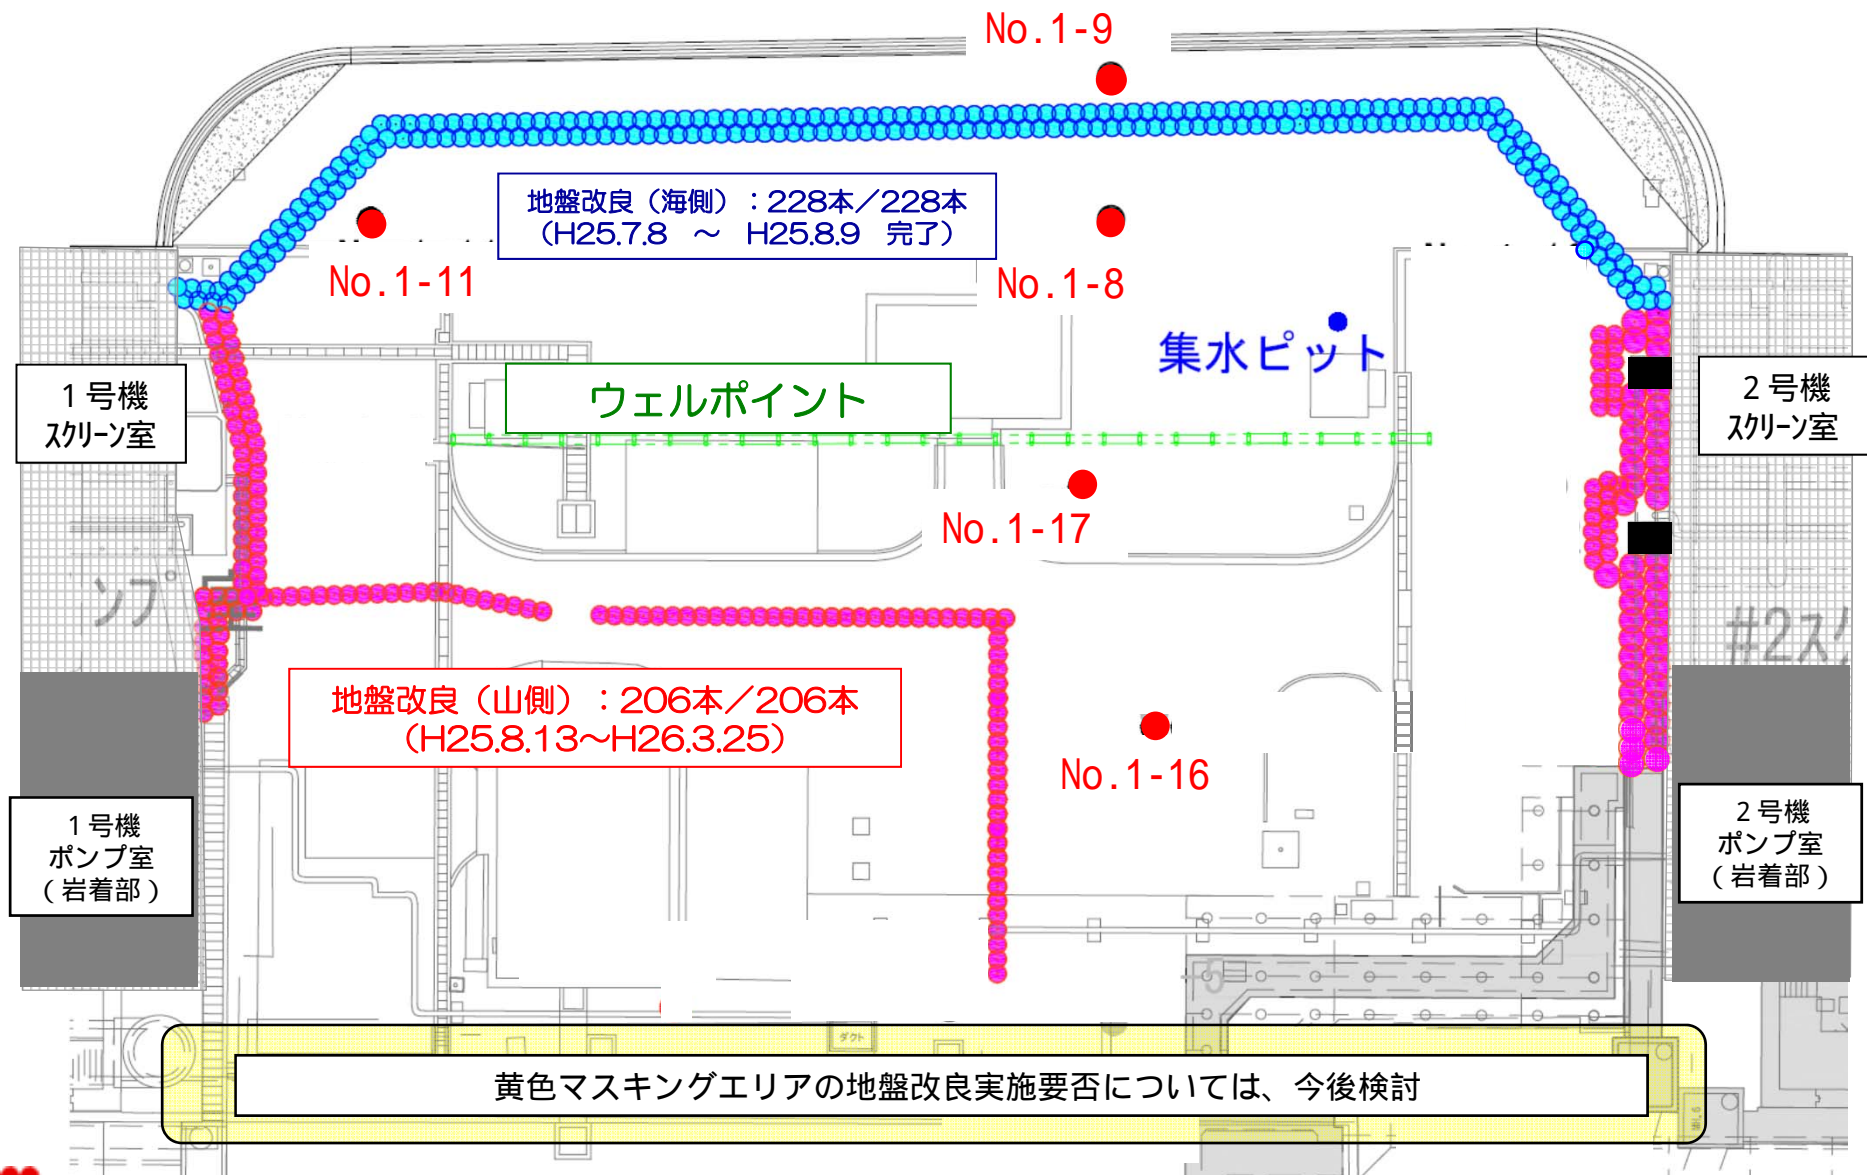 No.1-9
地盤改良（海側）：228本／228本
（H25.7.8　～　H25.8.9　完了）
No.1-11
No.1-8
集水ピット
1号機
スクリーン室
ウェルポイント
2号機
スクリーン室
No.1-17
ンプ
#2ス
地盤改良（山側）：206本／206本
（H25.8.13～H26.3.25）
No.1-16
1号機
ポンプ室
(岩着部)
2号機
ポンプ室
(岩着部)
ダクト
黄色マスキングエリアの地盤改良実施要否については、今後検討